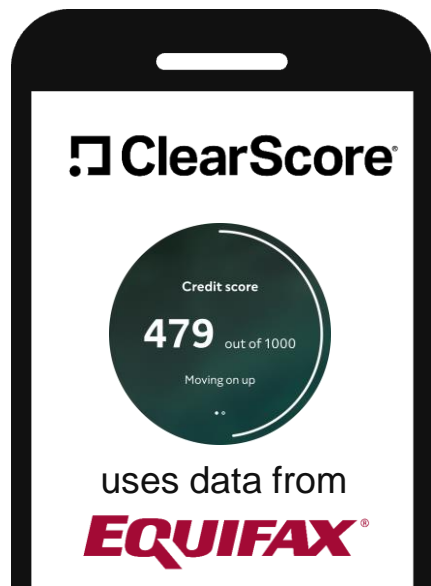 ClearScore®
Credit score
479 out of 1000
Moving on up
uses data from
EQUIFAX®